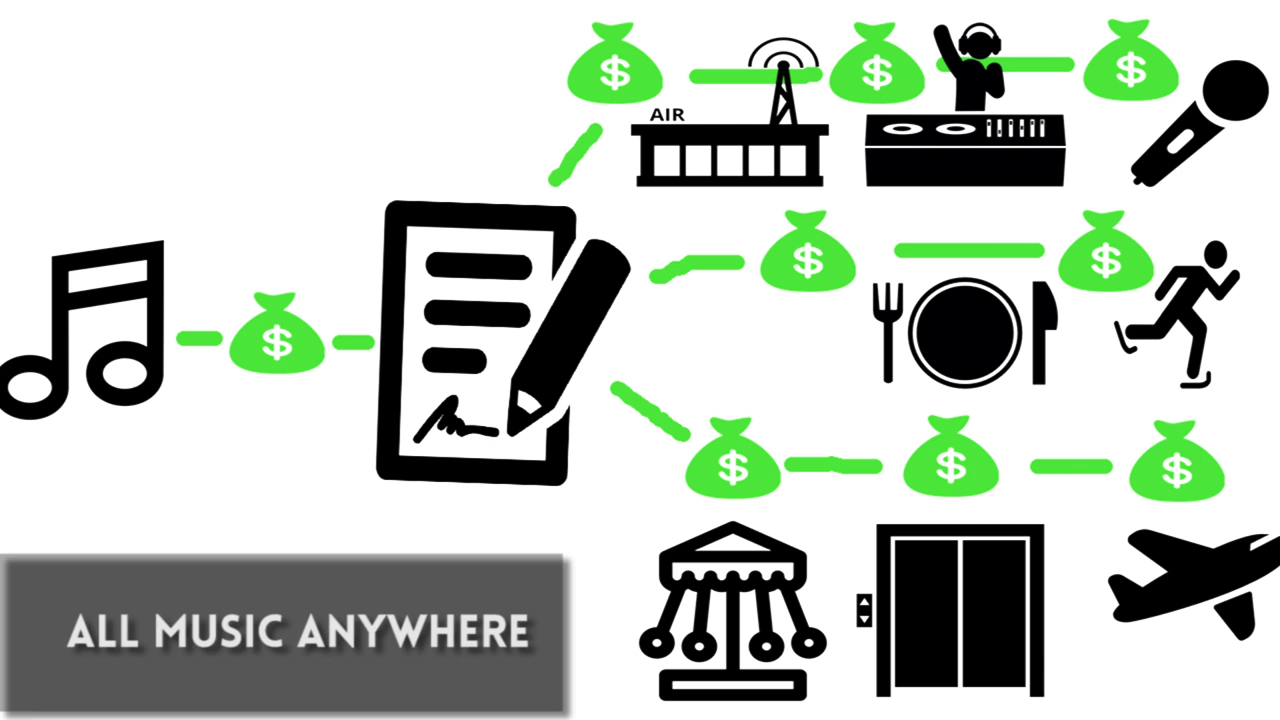 AIR
$ $ $
$ $
$
$ $ $
ALL MUSIC ANYWHERE